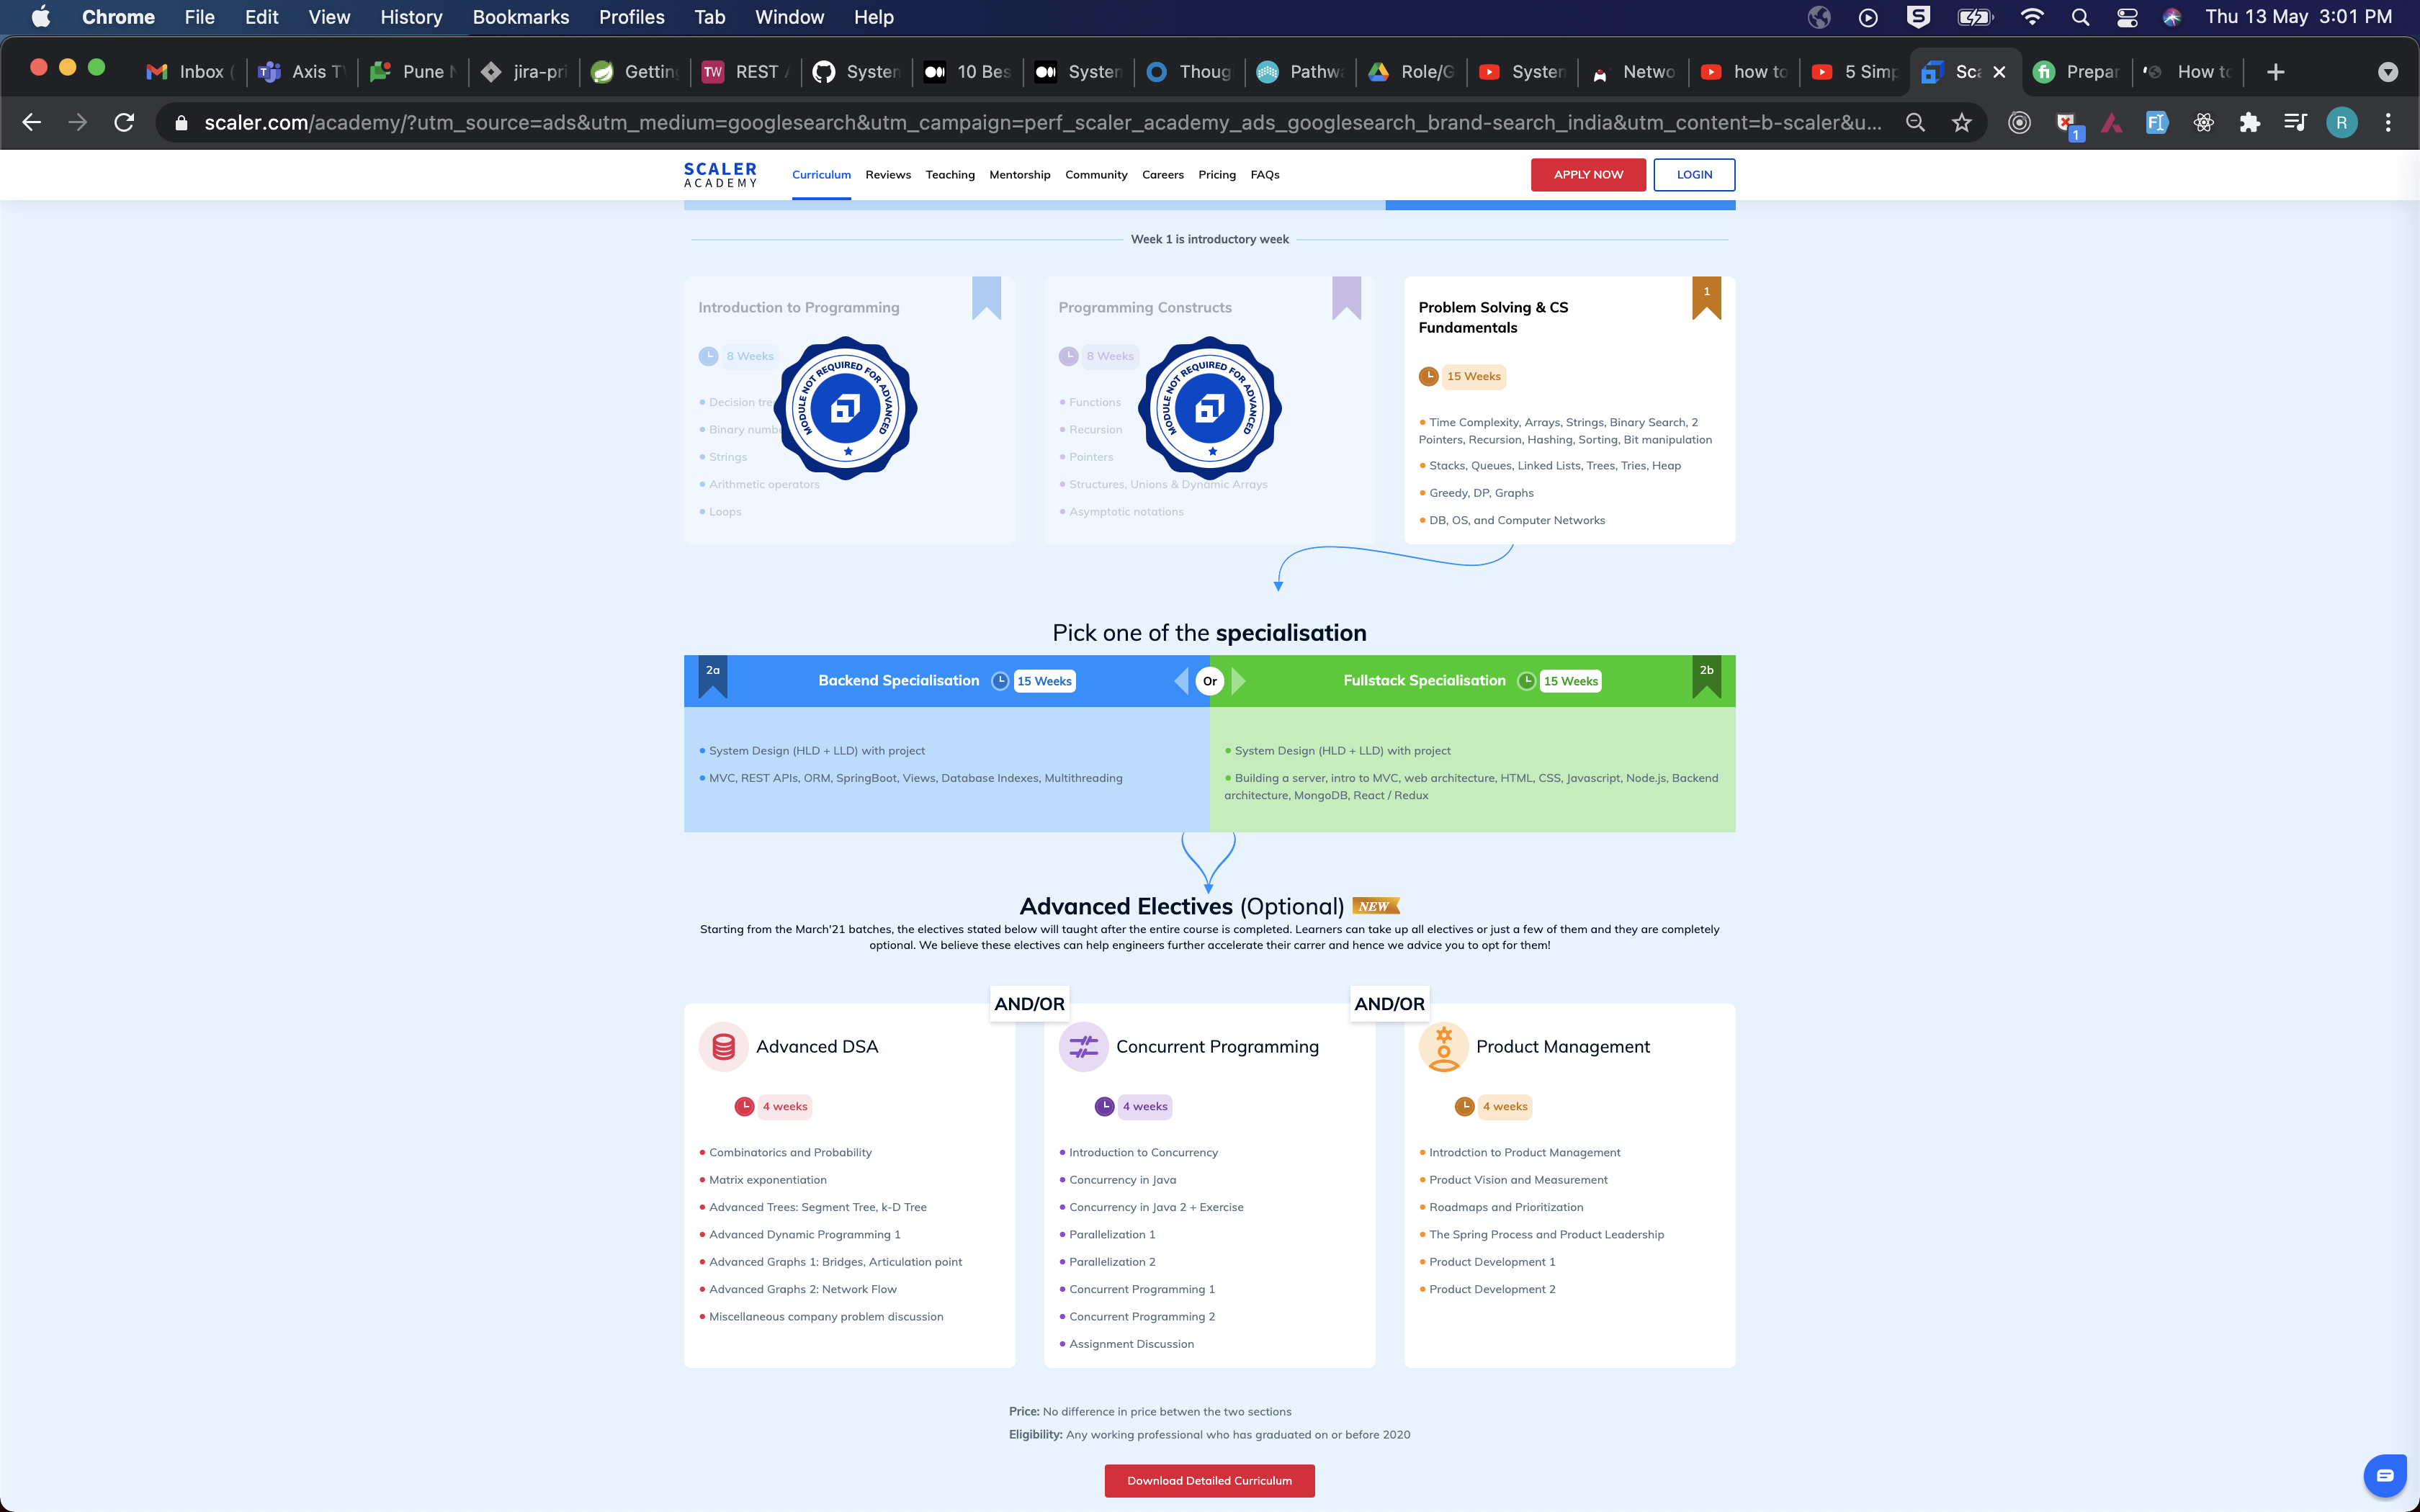 Chrome File Edit View History Bookmarks Profiles Tab Window Help Thu 13 May 3:01 PM
Inbox Axis Pune jira-pri REST 10 Bes Role/G Netwo how to 5 Simp How to
scaler.com/academy/?utm_source=ads&utm_medium=googlesearch&utm_campaign=perf_scaler_academy_ads_googlesearch_brand-search_india&utm_content=b-scaler&u... 1 R
SCALER
ACADEMY
Curriculum Reviews Teaching Mentorship Community Careers Pricing FAQs APPLY NOW LOGIN
Week 1 is introductory week
Introduction to Programming
8 Weeks
Decision tre
Binary numb
Strings
Arithmetic operators
Loops
MODULE NOT REQUIRED FOR ADVANCED
Programming Constructs
8 Weeks
Functions
Recursion
Pointers
Structures, Unions & Dynamic Arrays
Asymptotic notations
MODULE NOT REQUIRED FOR ADVANCED
1
Problem Solving & CS
Fundamentals
15 Weeks
Time Complexity, Arrays, Strings, Binary Search, 2
Pointers, Recursion, Hashing, Sorting, Bit manipulation
Stacks, Queues, Linked Lists, Trees, Tries, Heap
Greedy, DP, Graphs
DB, OS, and Computer Networks
Pick one of the specialisation
2a Backend Specialisation 15 Weeks Or Fullstack Specialisation 15 Weeks 2b
System Design (HLD + LLD) with project
MVC, REST APIs, ORM, SpringBoot, Views, Database Indexes, Multithreading
System Design (HLD + LLD) with project
Building a server, intro to MVC, web architecture, HTML, CSS, Javascript, Node.js, Backend
architecture, MongoDB, React / Redux
Advanced Electives (Optional) NEW
Starting from the March'21 batches, the electives stated below will taught after the entire course is completed. Learners can take up all electives or just a few of them and they are completely
optional. We believe these electives can help engineers further accelerate their carrer and hence we advice you to opt for them!
AND/OR AND/OR
Advanced DSA
4 weeks
Combinatorics and Probability
Matrix exponentiation
Advanced Trees: Segment Tree, k-D Tree
Advanced Dynamic Programming 1
Advanced Graphs 1: Bridges, Articulation point
Advanced Graphs 2: Network Flow
Miscellaneous company problem discussion
Concurrent Programming
4 weeks
Introduction to Concurrency
Concurrency in Java
Concurrency in Java 2 + Exercise
Parallelization 1
Parallelization 2
Concurrent Programming 1
Concurrent Programming 2
Assignment Discussion
Product Management
4 weeks
Introdction to Product Management
Product Vision and Measurement
Roadmaps and Prioritization
The Spring Process and Product Leadership
Product Development 1
Product Development 2
Price: No difference in price betwen the two sections
Eligibility: Any working professional who has graduated on or before 2020
Download Detailed Curriculum